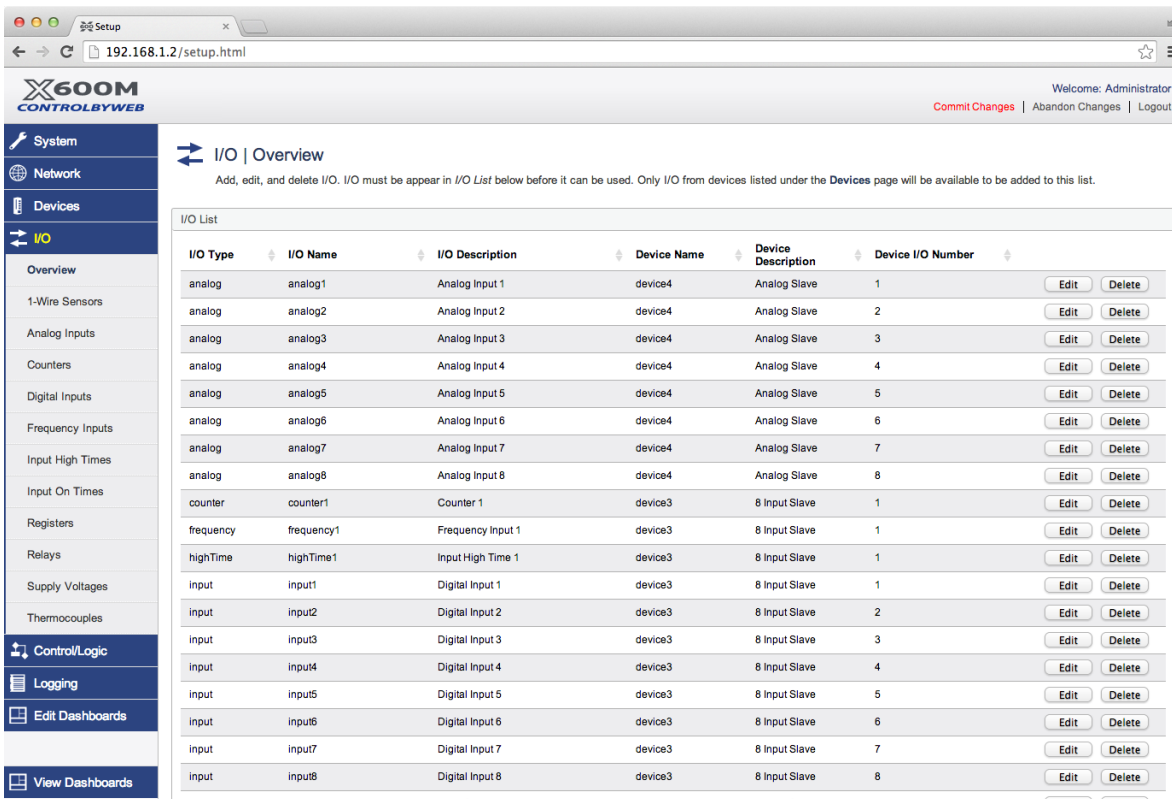 Setup
192.168.1.2/setup.html
X600M
CONTROLBYWEB
Welcome: Administrator
Commit Changes | Abandon Changes | Logout
System
Network
Devices
I/O
Overview
1-Wire Sensors
Analog Inputs
Counters
Digital Inputs
Frequency Inputs
Input High Times
Input On Times
Registers
Relays
Supply Voltages
Thermocouples
Control/Logic
Logging
Edit Dashboards
View Dashboards
I/O | Overview
Add, edit, and delete I/O. I/O must be appear in I/O List below before it can be used. Only I/O from devices listed under the Devices page will be available to be added to this list.
I/O List
I/O Type I/O Name I/O Description Device Name Device Description Device I/O Number
analog analog1 Analog Input 1 device4 Analog Slave 1 Edit Delete
analog analog2 Analog Input 2 device4 Analog Slave 2 Edit Delete
analog analog3 Analog Input 3 device4 Analog Slave 3 Edit Delete
analog analog4 Analog Input 4 device4 Analog Slave 4 Edit Delete
analog analog5 Analog Input 5 device4 Analog Slave 5 Edit Delete
analog analog6 Analog Input 6 device4 Analog Slave 6 Edit Delete
analog analog7 Analog Input 7 device4 Analog Slave 7 Edit Delete
analog analog8 Analog Input 8 device4 Analog Slave 8 Edit Delete
counter counter1 Counter 1 device3 8 Input Slave 1 Edit Delete
frequency frequency1 Frequency Input 1 device3 8 Input Slave 1 Edit Delete
highTime highTime1 Input High Time 1 device3 8 Input Slave 1 Edit Delete
input input1 Digital Input 1 device3 8 Input Slave 1 Edit Delete
input input2 Digital Input 2 device3 8 Input Slave 2 Edit Delete
input input3 Digital Input 3 device3 8 Input Slave 3 Edit Delete
input input4 Digital Input 4 device3 8 Input Slave 4 Edit Delete
input input5 Digital Input 5 device3 8 Input Slave 5 Edit Delete
input input6 Digital Input 6 device3 8 Input Slave 6 Edit Delete
input input7 Digital Input 7 device3 8 Input Slave 7 Edit Delete
input input8 Digital Input 8 device3 8 Input Slave 8 Edit Delete